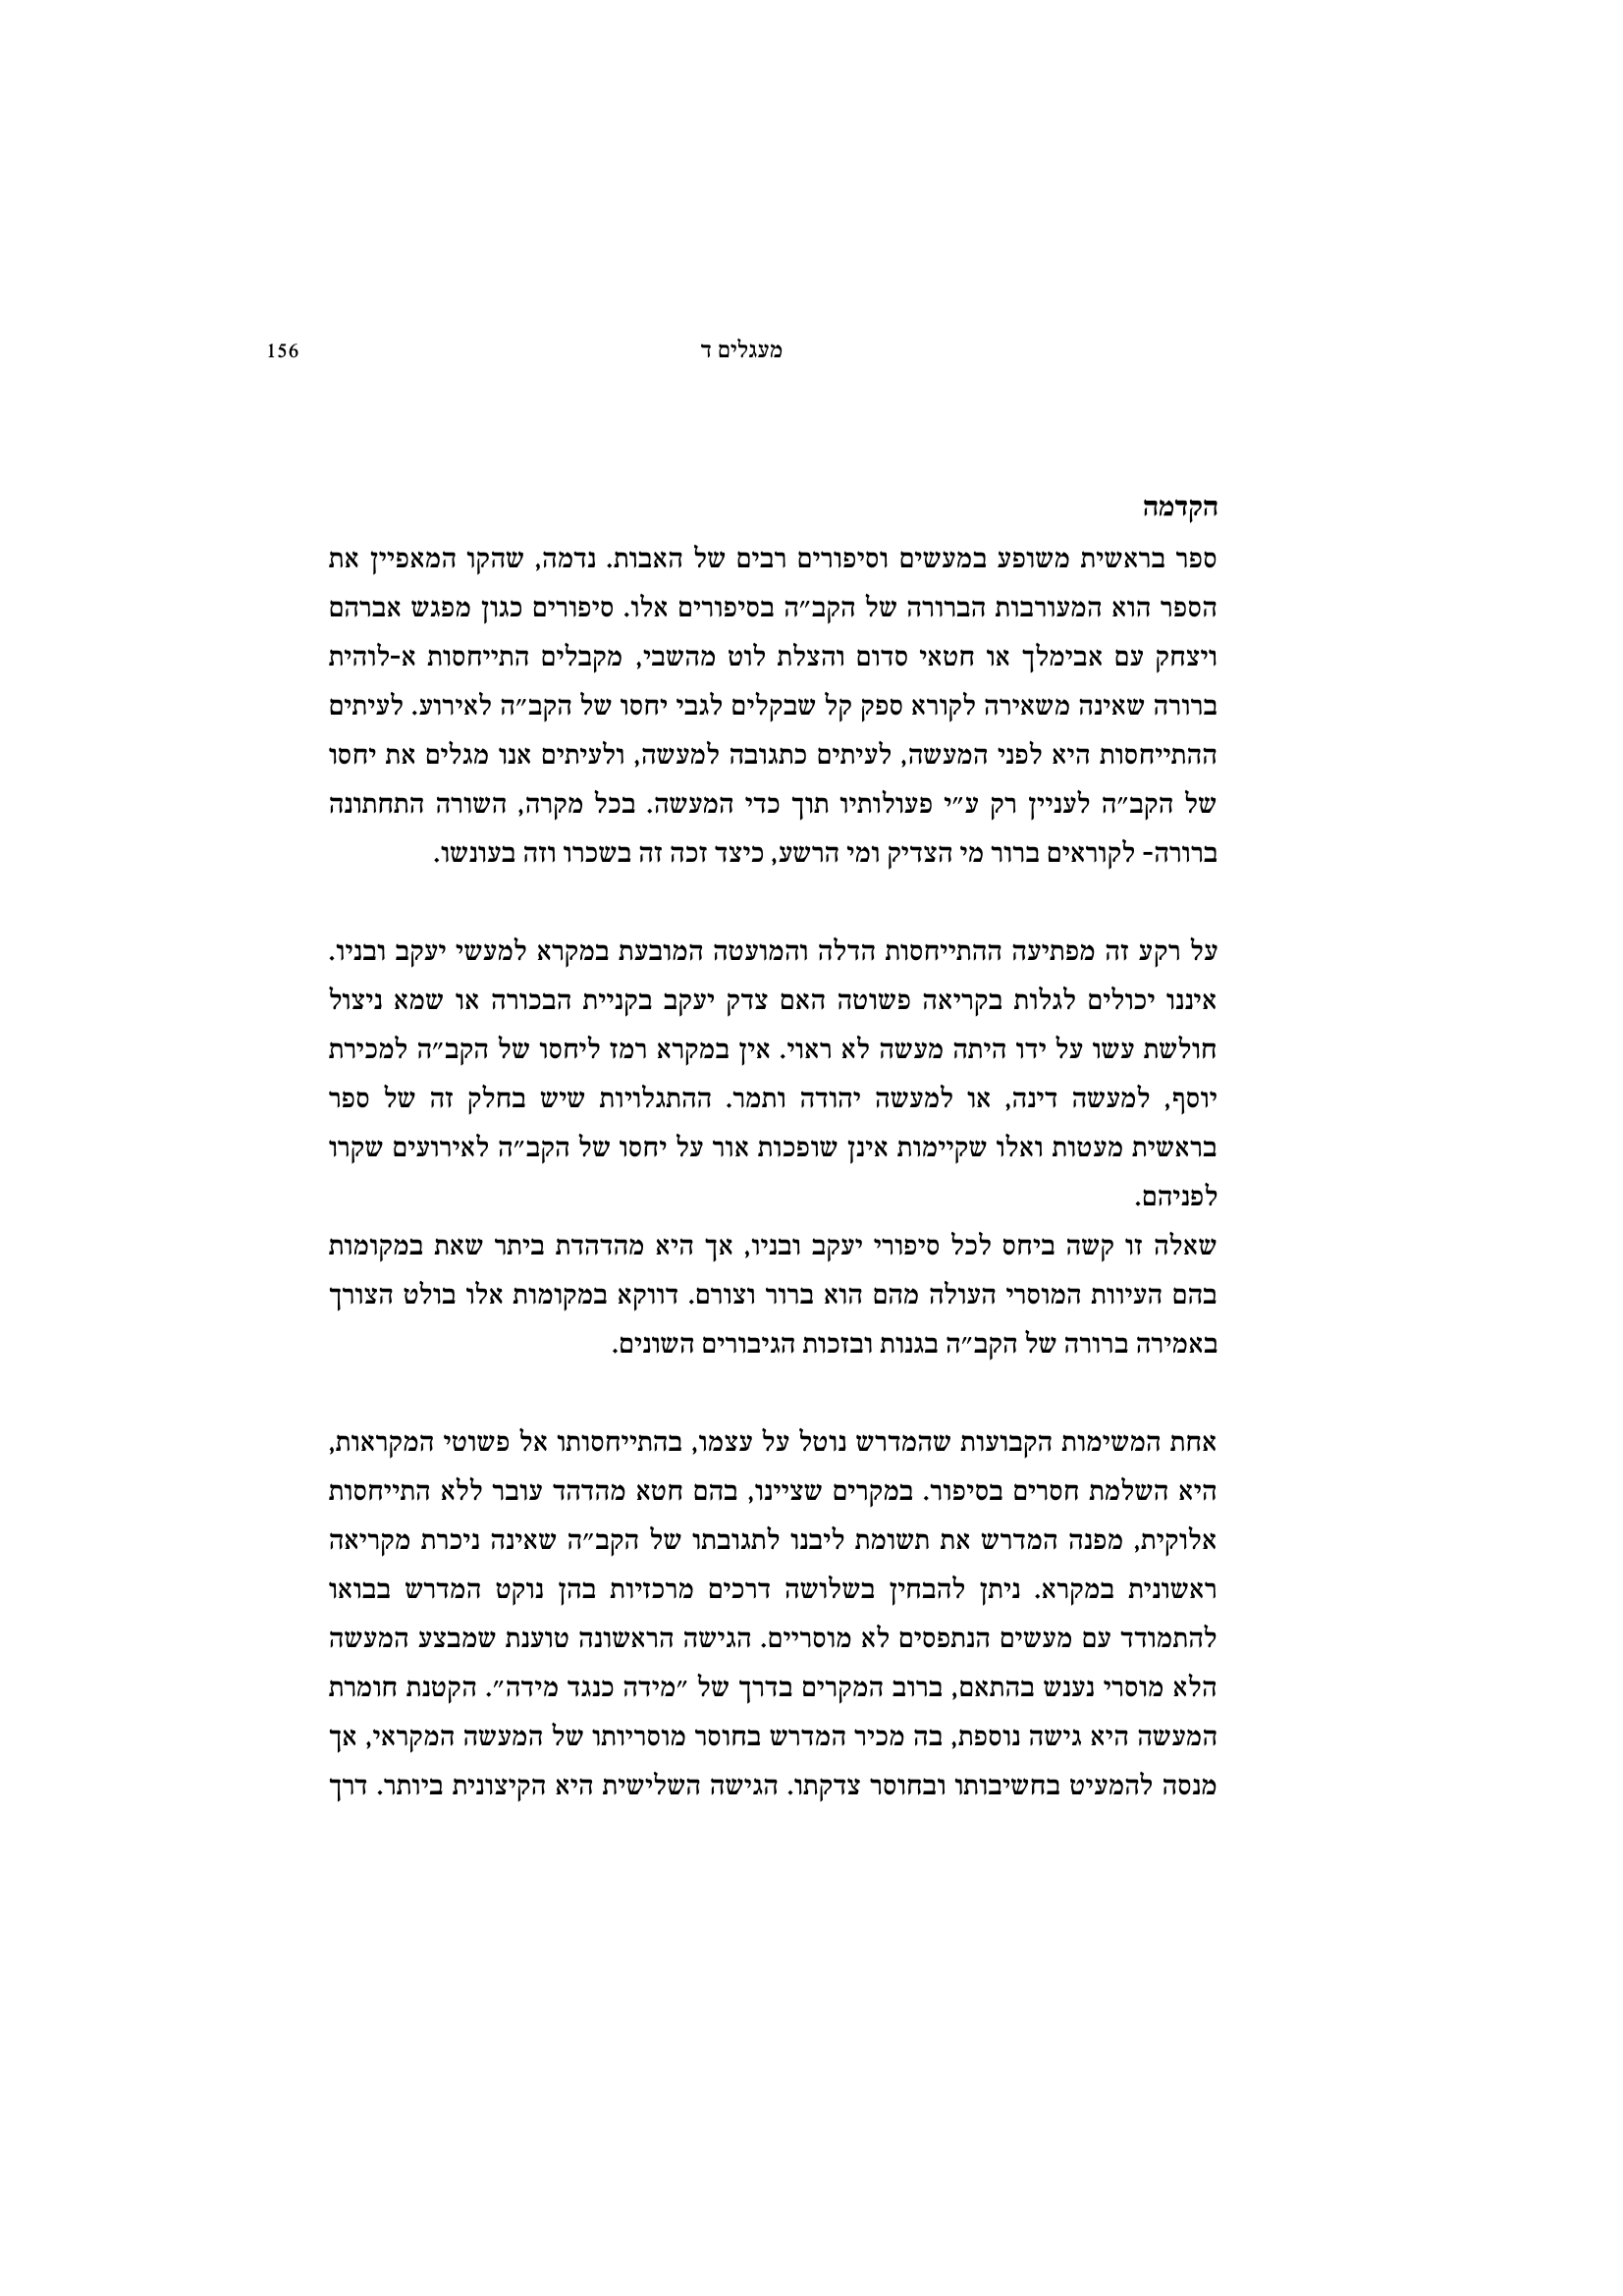 מעגלים ד 156
הקדמה
ספר בראשית משופע במעשים וסיפורים רבים של האבות. נדמה, שהקו המאפיין את
הספר הוא המעורבות הברורה של הקב״ה בסיפורים אלו. סיפורים כגון מפגש אברהם
ויצחק עם אבימלך או חטאי סדום והצלת לוט מהשבי, מקבלים התייחסות א-לוהית
ברורה שאינה משאירה לקורא ספק קל שבקלים לגבי יחסו של הקב״ה לאירוע. לעיתים
ההתייחסות היא לפני המעשה, לעיתים כתגובה למעשה, ולעיתים אנו מגלים את יחסו
של הקב״ה לעניין רק ע״י פעולותיו תוך כדי המעשה. בכל מקרה, השורה התחתונה
ברורה- לקוראים ברור מי הצדיק ומי הרשע, כיצד זכה זה בשכרו וזה בעונשו.
על רקע זה מפתיעה ההתייחסות הדלה והמועטה המובעת במקרא למעשי יעקב ובניו.
איננו יכולים לגלות בקריאה פשוטה האם צדק יעקב בקניית הבכורה או שמא ניצול
חולשת עשו על ידו היתה מעשה לא ראוי. אין במקרא רמז ליחסו של הקב״ה למכירת
יוסף, למעשה דינה, או למעשה יהודה ותמר. ההתגלויות שיש בחלק זה של ספר
בראשית מעטות ואלו שקיימות אינן שופכות אור על יחסו של הקב״ה לאירועים שקרו
לפניהם.
שאלה זו קשה ביחס לכל סיפורי יעקב ובניו, אך היא מהדהדת ביתר שאת במקומות
בהם העיוות המוסרי העולה מהם הוא ברור וצורם. דווקא במקומות אלו בולט הצורך
באמירה ברורה של הקב״ה בגנות ובזכות הגיבורים השונים.
אחת המשימות הקבועות שהמדרש נוטל על עצמו, בהתייחסותו אל פשוטי המקראות,
היא השלמת חסרים בסיפור. במקרים שציינו, בהם חטא מהדהד עובר ללא התייחסות
אלוקית, מפנה המדרש את תשומת ליבנו לתגובתו של הקב״ה שאינה ניכרת מקריאה
ראשונית במקרא. ניתן להבחין בשלושה דרכים מרכזיות בהן נוקט המדרש בבואו
להתמודד עם מעשים הנתפסים לא מוסריים. הגישה הראשונה טוענת שמבצע המעשה
הלא מוסרי נענש בהתאם, ברוב המקרים בדרך של ״מידה כנגד מידה״. הקטנת חומרת
המעשה היא גישה נוספת, בה מכיר המדרש בחוסר מוסריותו של המעשה המקראי, אך
מנסה להמעיט בחשיבותו ובחוסר צדקתו. הגישה השלישית היא הקיצונית ביותר. דרך